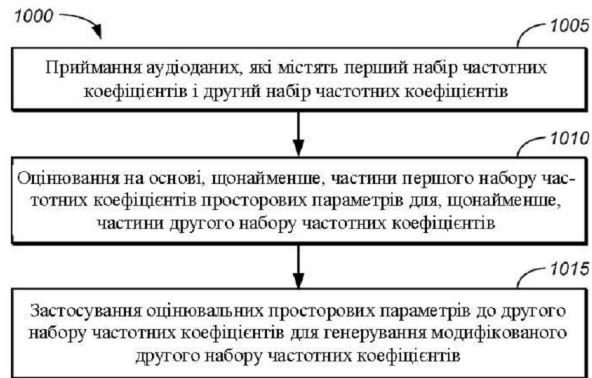 1000
1005
Приймання аудіоданих, які містять перший набір частотних
коефіцієнтів і другий набір частотних коефіцієнтів
1010
Оцінювання на основі, щонайменше, частини першого набору час-
тотних коефіцієнтів просторових параметрів для, щонайменше,
частини другого набору частотних коефіцієнтів
1015
Застосування оцінювальних просторових параметрів до другого
набору частотних коефіцієнтів для генерування модифікованого
другого набору частотних коефіцієнтів